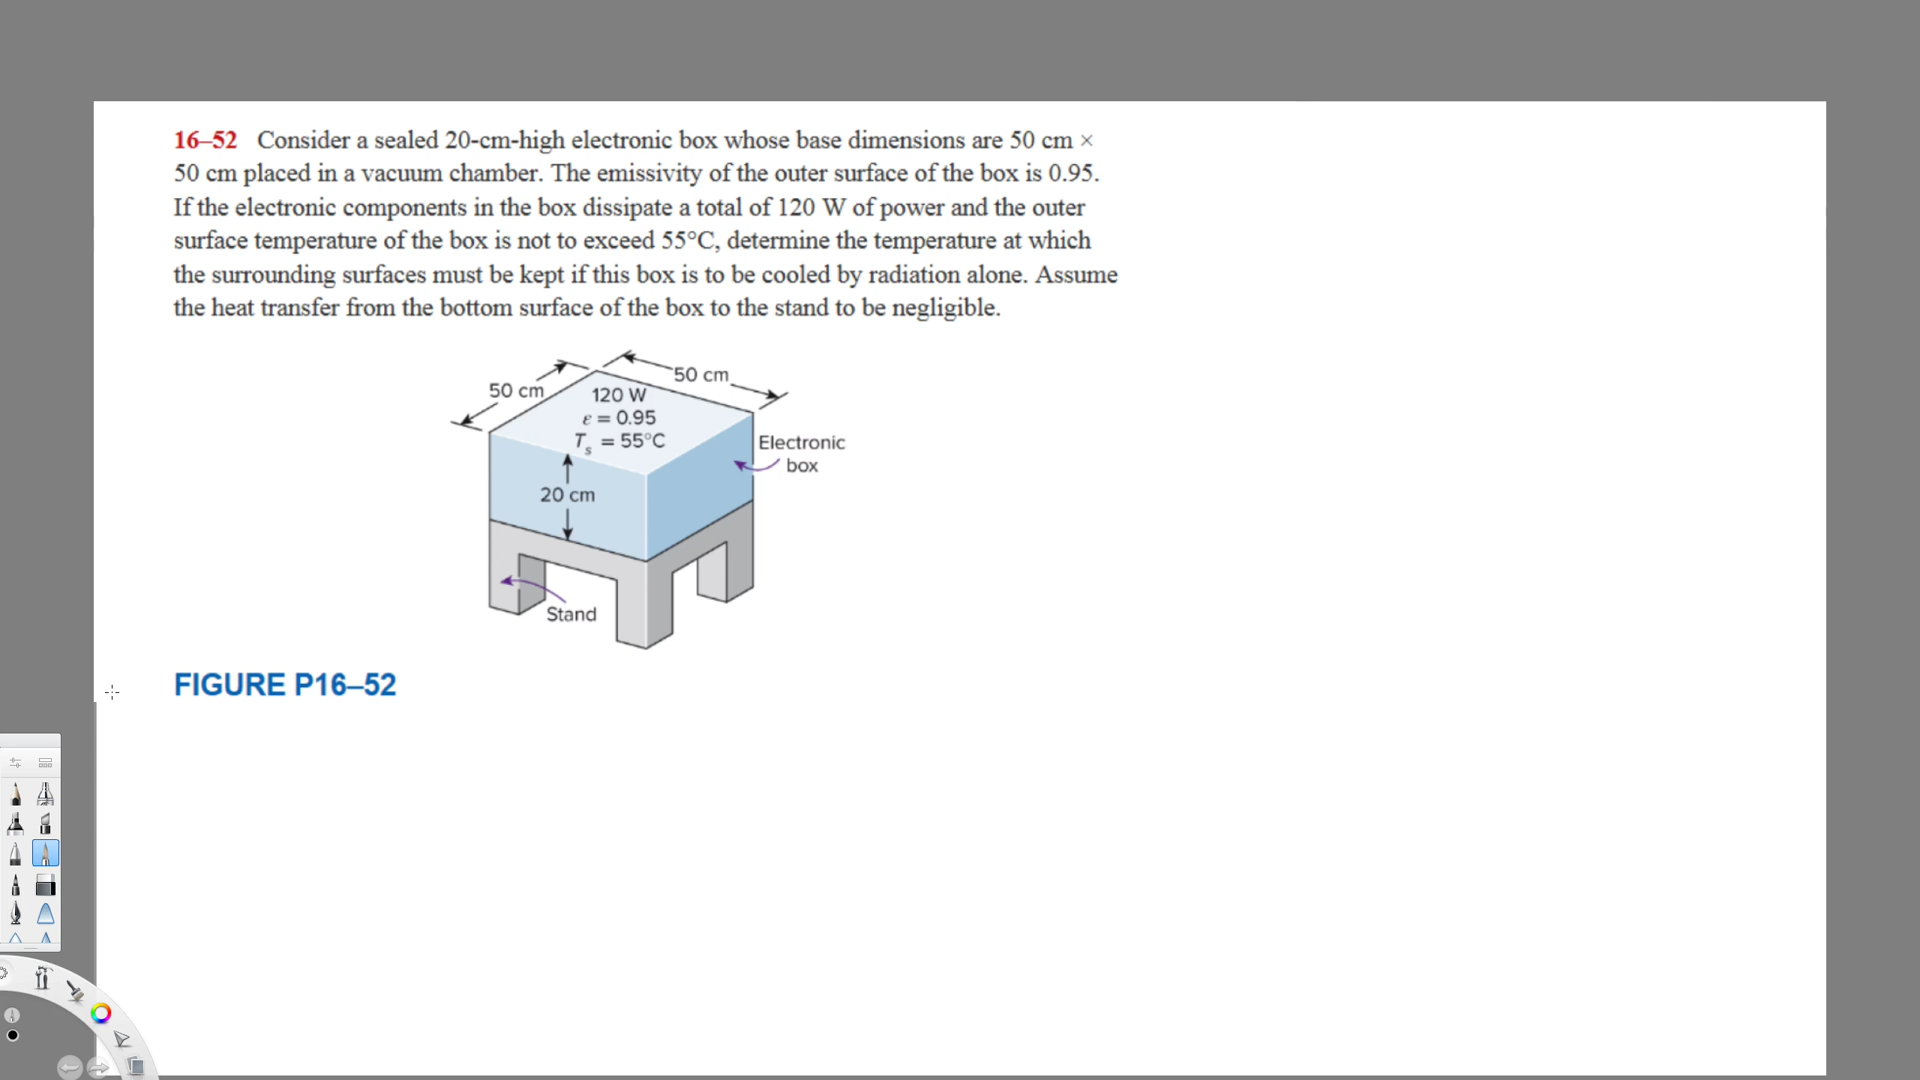 16–52 Consider a sealed 20-cm-high electronic box whose base dimensions are 50 cm ×
50 cm placed in a vacuum chamber. The emissivity of the outer surface of the box is 0.95.
If the electronic components in the box dissipate a total of 120 W of power and the outer
surface temperature of the box is not to exceed 55°C, determine the temperature at which
the surrounding surfaces must be kept if this box is to be cooled by radiation alone. Assume
the heat transfer from the bottom surface of the box to the stand to be negligible.
50 cm
50 cm
120 W
ε = 0.95
Ts = 55°C
Electronic
box
20 cm
Stand
FIGURE P16–52